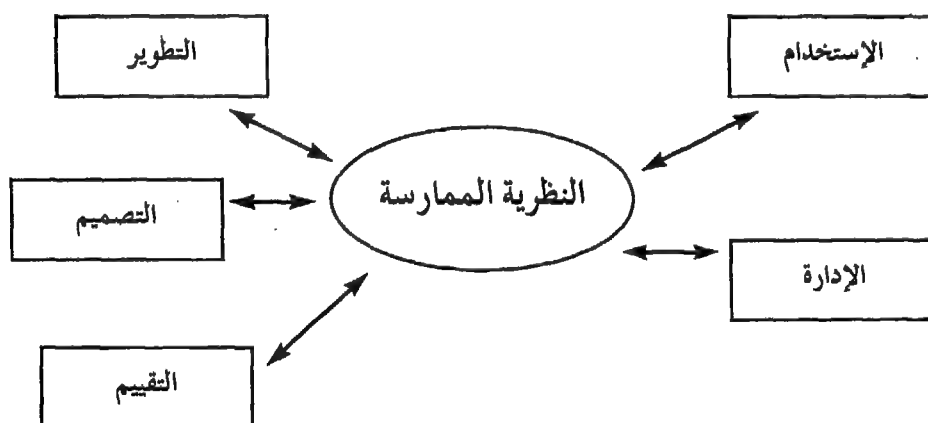 الإستخدام
التطوير
النظرية الممارسة
التصميم
الإدارة
التقييم